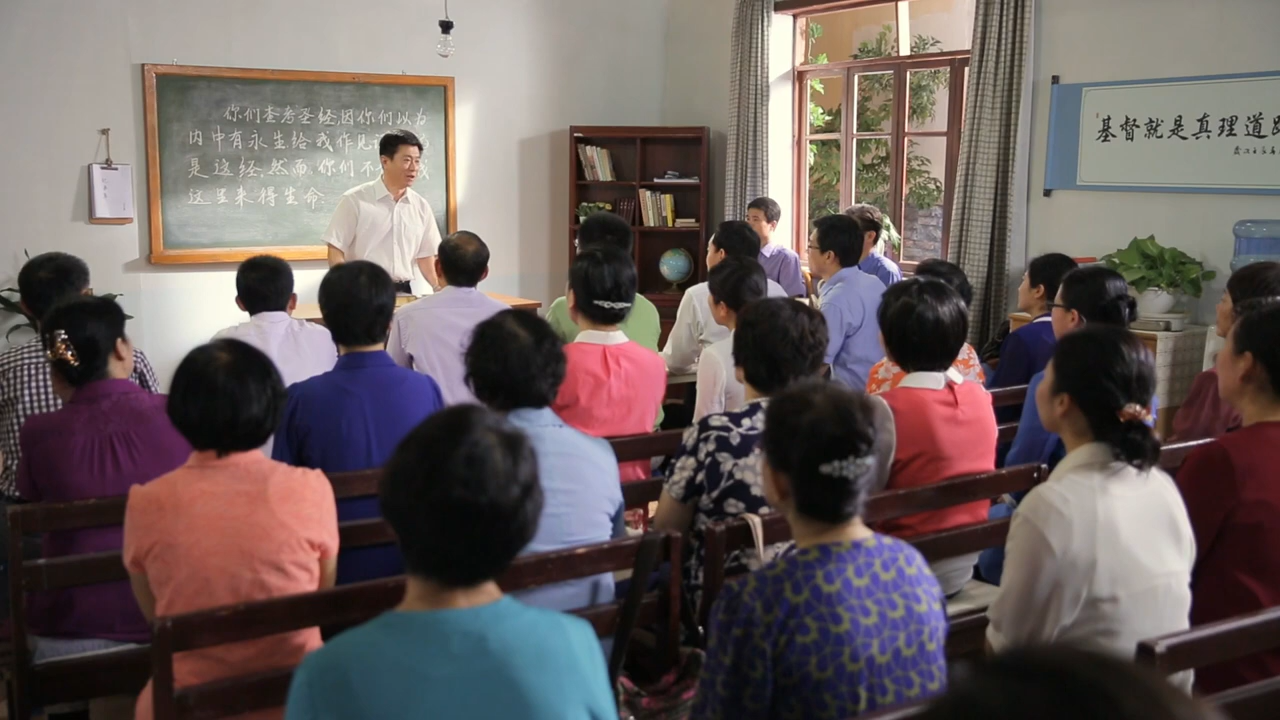 你们查考圣经,因你们以为
内中有永生给我作见
是这经.然而,你们不 我
这里来得生命.
基督就是真理道